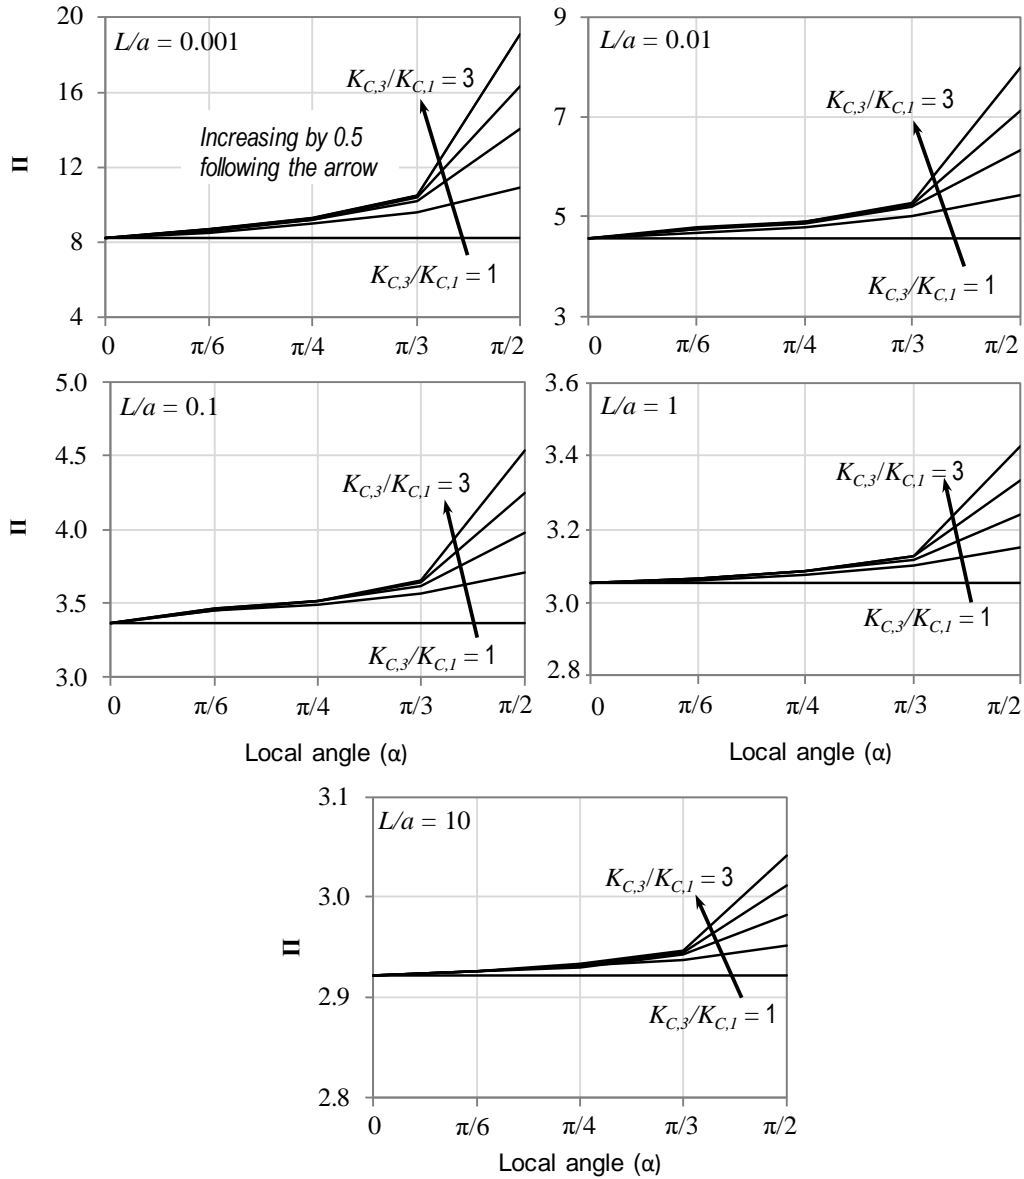 L/a = 0.001
20
16
12
8
4
K_{C,3}/K_{C,1} = 3
Increasing by 0.5
following the arrow
K_{C,3}/K_{C,1} = 1
Π
0 π/6 π/4 π/3 π/2
L/a = 0.01
9
7
5
3
K_{C,3}/K_{C,1} = 3
K_{C,3}/K_{C,1} = 1
0 π/6 π/4 π/3 π/2
L/a = 0.1
5.0
4.5
4.0
3.5
3.0
K_{C,3}/K_{C,1} = 3
K_{C,3}/K_{C,1} = 1
Π
0 π/6 π/4 π/3 π/2
Local angle (α)
L/a = 1
3.6
3.4
3.2
3.0
2.8
K_{C,3}/K_{C,1} = 3
K_{C,3}/K_{C,1} = 1
0 π/6 π/4 π/3 π/2
Local angle (α)
L/a = 10
3.1
3.0
2.9
2.8
K_{C,3}/K_{C,1} = 3
K_{C,3}/K_{C,1} = 1
Π
0 π/6 π/4 π/3 π/2
Local angle (α)